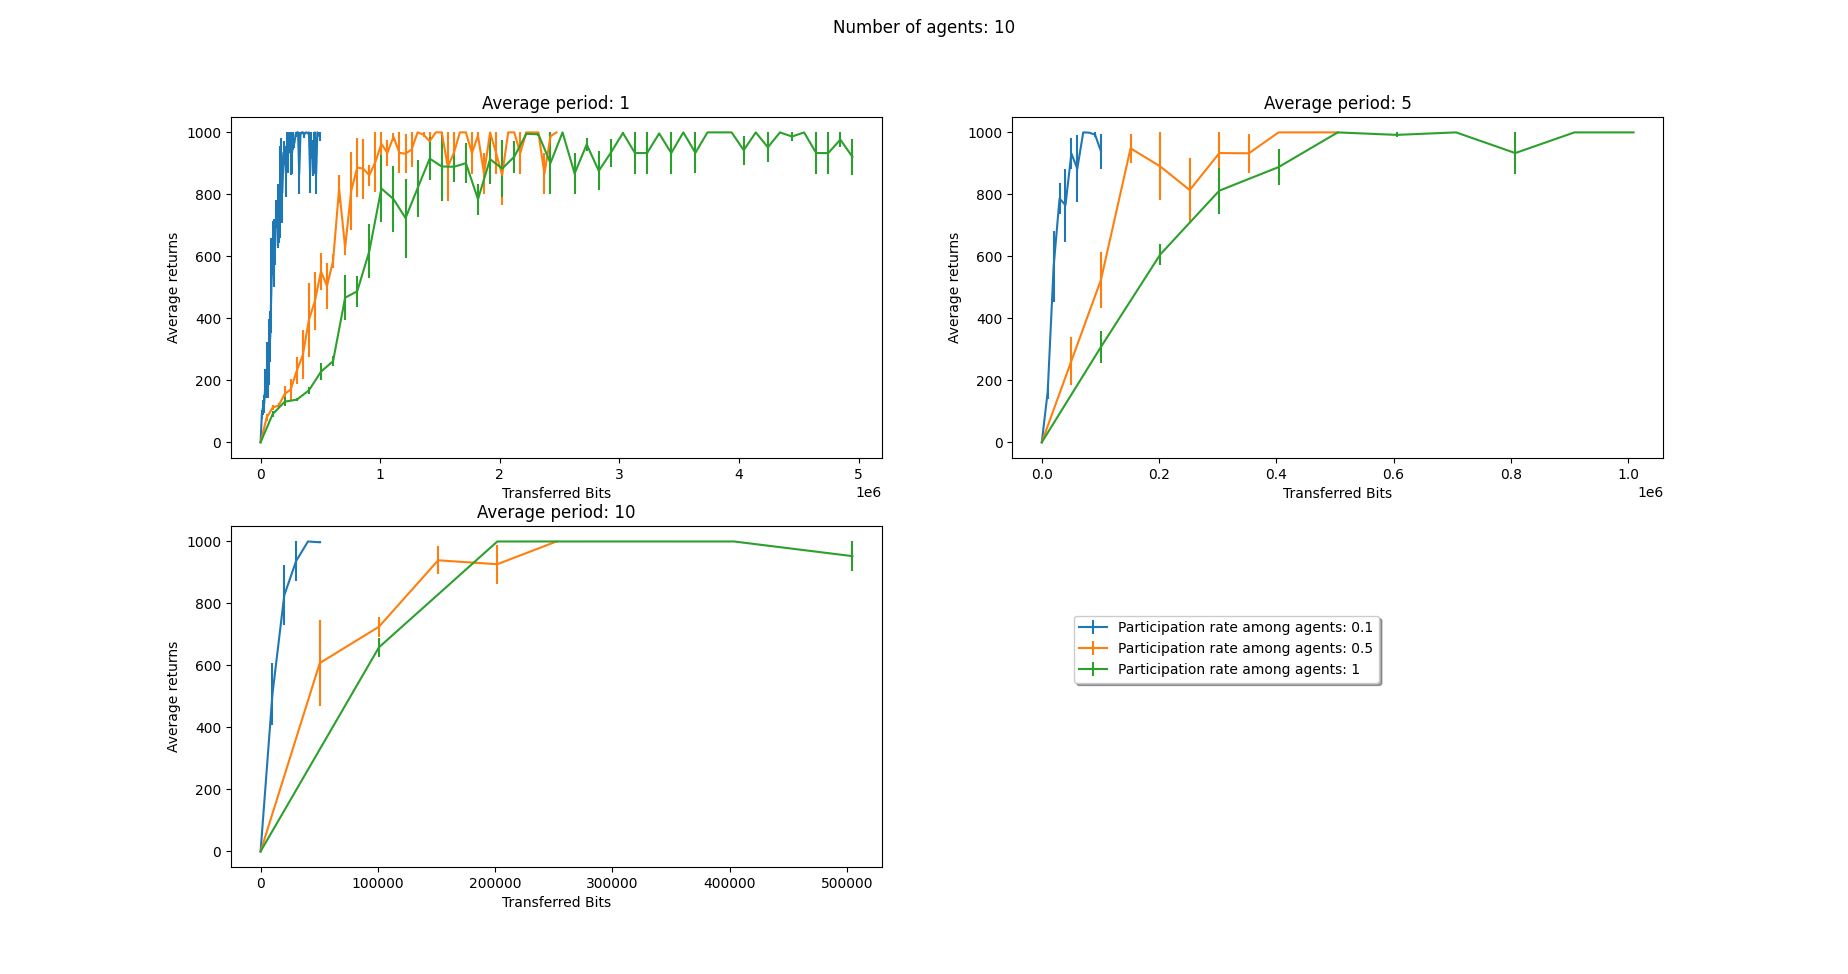 Number of agents: 10
Average period: 1
1000
800
600
400
200
0
Average returns
0 1 2 3 4 5
1e6
Transferred Bits
Average period: 5
1000
800
600
400
200
0
Average returns
0.0 0.2 0.4 0.6 0.8 1.0
1e6
Transferred Bits
Average period: 10
1000
800
600
400
200
0
Average returns
0 100000 200000 300000 400000 500000
Transferred Bits
Participation rate among agents: 0.1
Participation rate among agents: 0.5
Participation rate among agents: 1